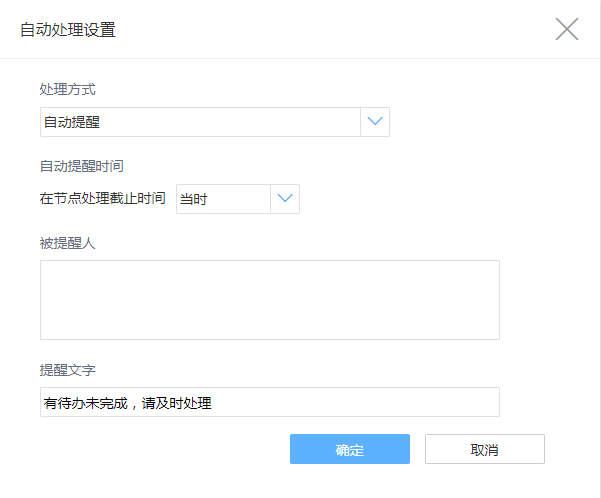 自动处理设置
处理方式
自动提醒
自动提醒时间
在节点处理截止时间 当时
被提醒人
提醒文字
有待办未完成，请及时处理
确定 取消